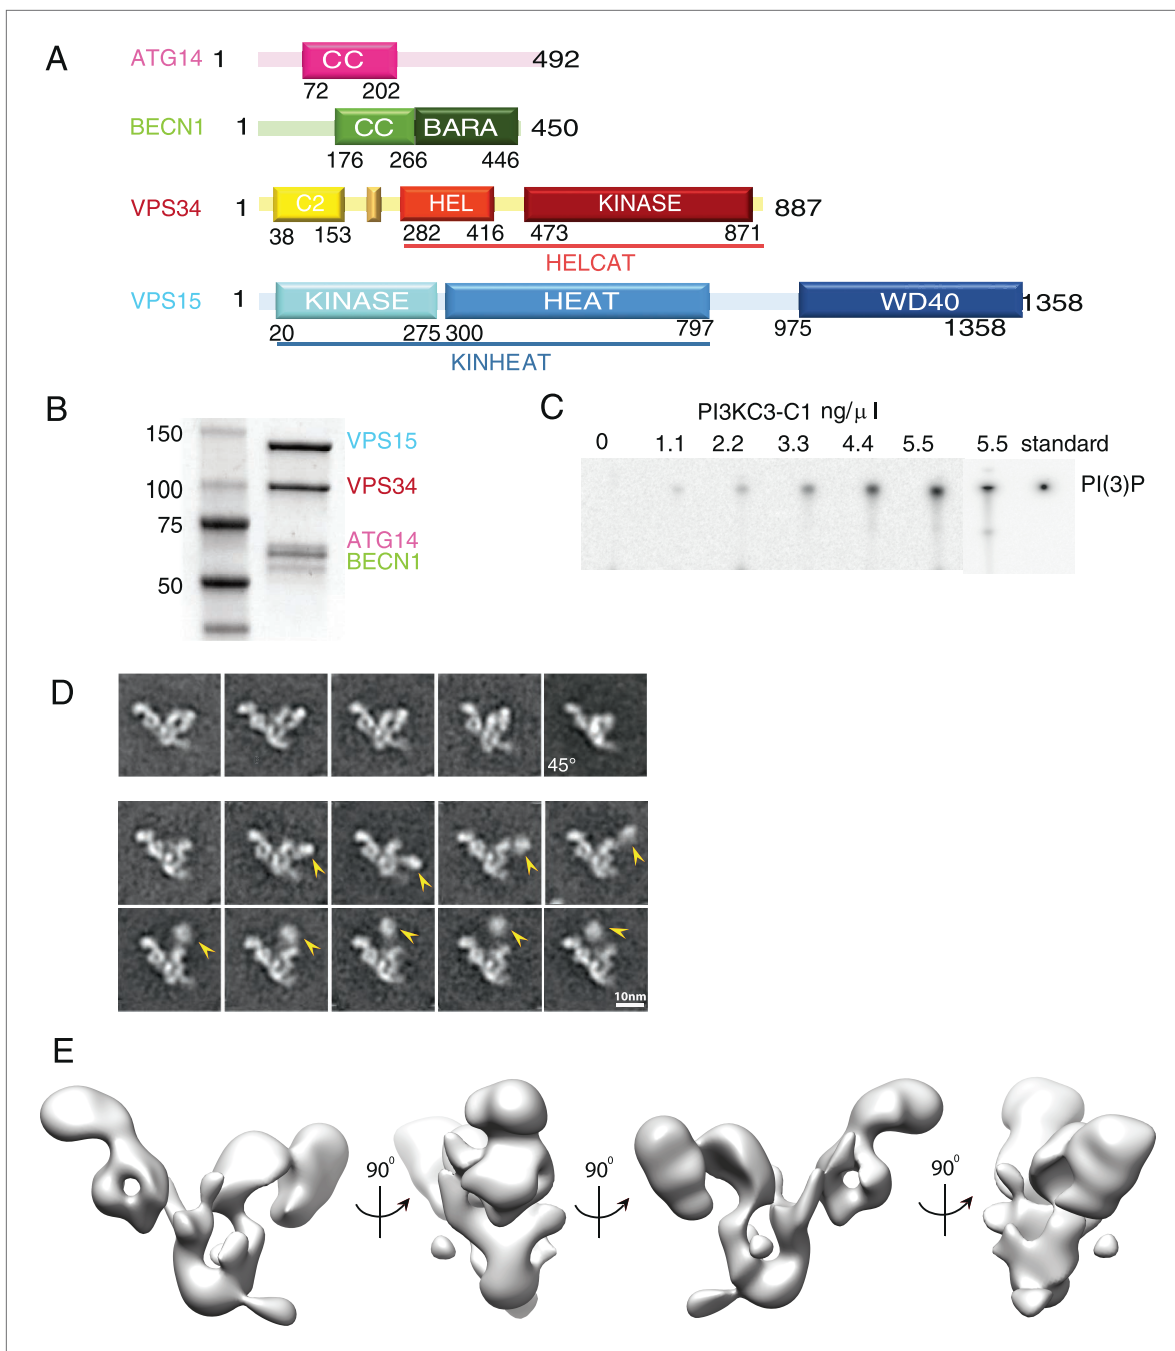 A
ATG14 1 CC 492
72 202
BECN1 1 CC BARA 450
176 266 446
VPS34 1 C2 HEL KINASE 887
38 153 282 416 473 871
HELCAT
VPS15 1 KINASE HEAT WD40 1358
20 275 300 797 975 1358
KINHEAT
B
150 VPS15
100 VPS34
75
ATG14
BECN1
50
C
PI3KC3-C1 ng/μl
0 1.1 2.2 3.3 4.4 5.5 5.5 standard
PI(3)P
D
45°
10nm
E
90⁰ 90⁰ 90⁰